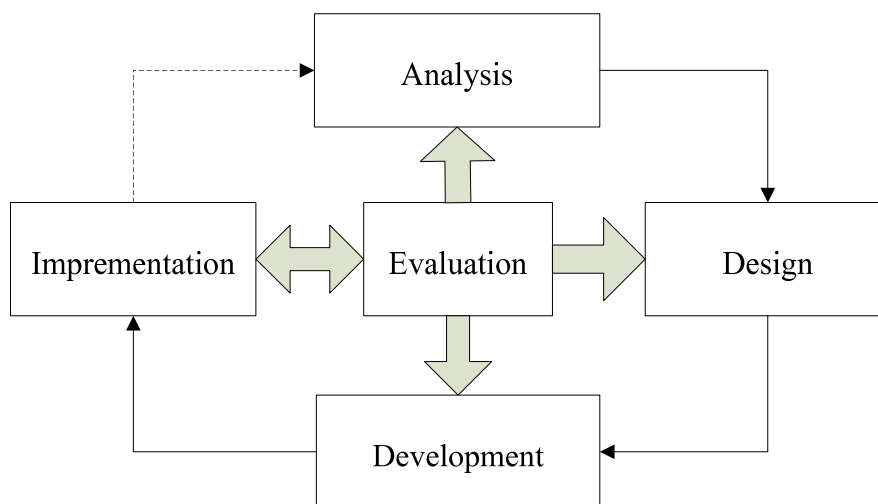 Analysis
Imprementation
Evaluation
Design
Development